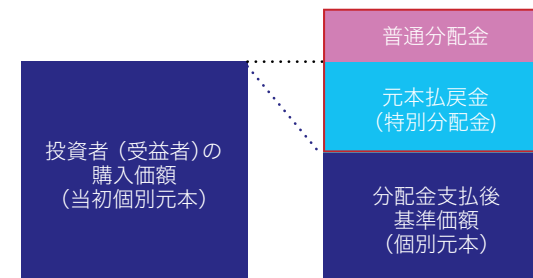 普通分配金
元本払戻金
（特別分配金)
投資者（受益者）の
購入価額
（当初個別元本）
分配金支払後
基準価額
（個別元本）